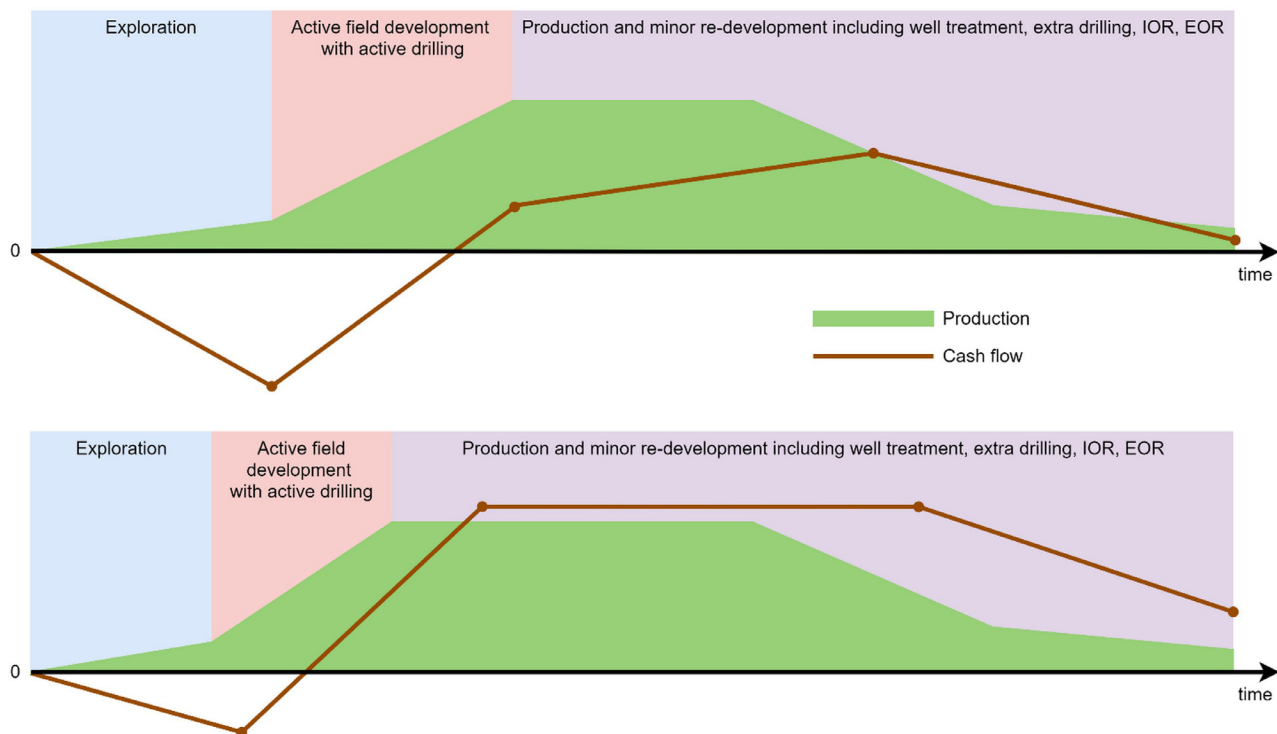 Exploration
Active field development
with active drilling
Production and minor re-development including well treatment, extra drilling, IOR, EOR
0
time
Production
Cash flow
Exploration
Active field
development
with active drilling
Production and minor re-development including well treatment, extra drilling, IOR, EOR
0
time